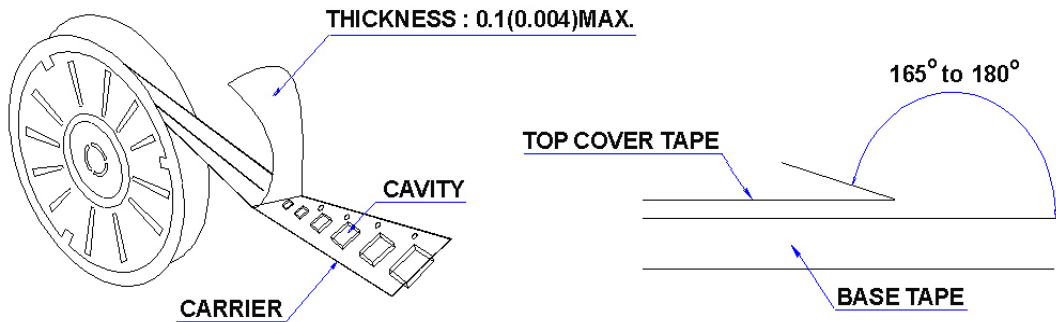 THICKNESS : 0.1(0.004)MAX.
CAVITY
CARRIER
165° to 180°
TOP COVER TAPE
BASE TAPE